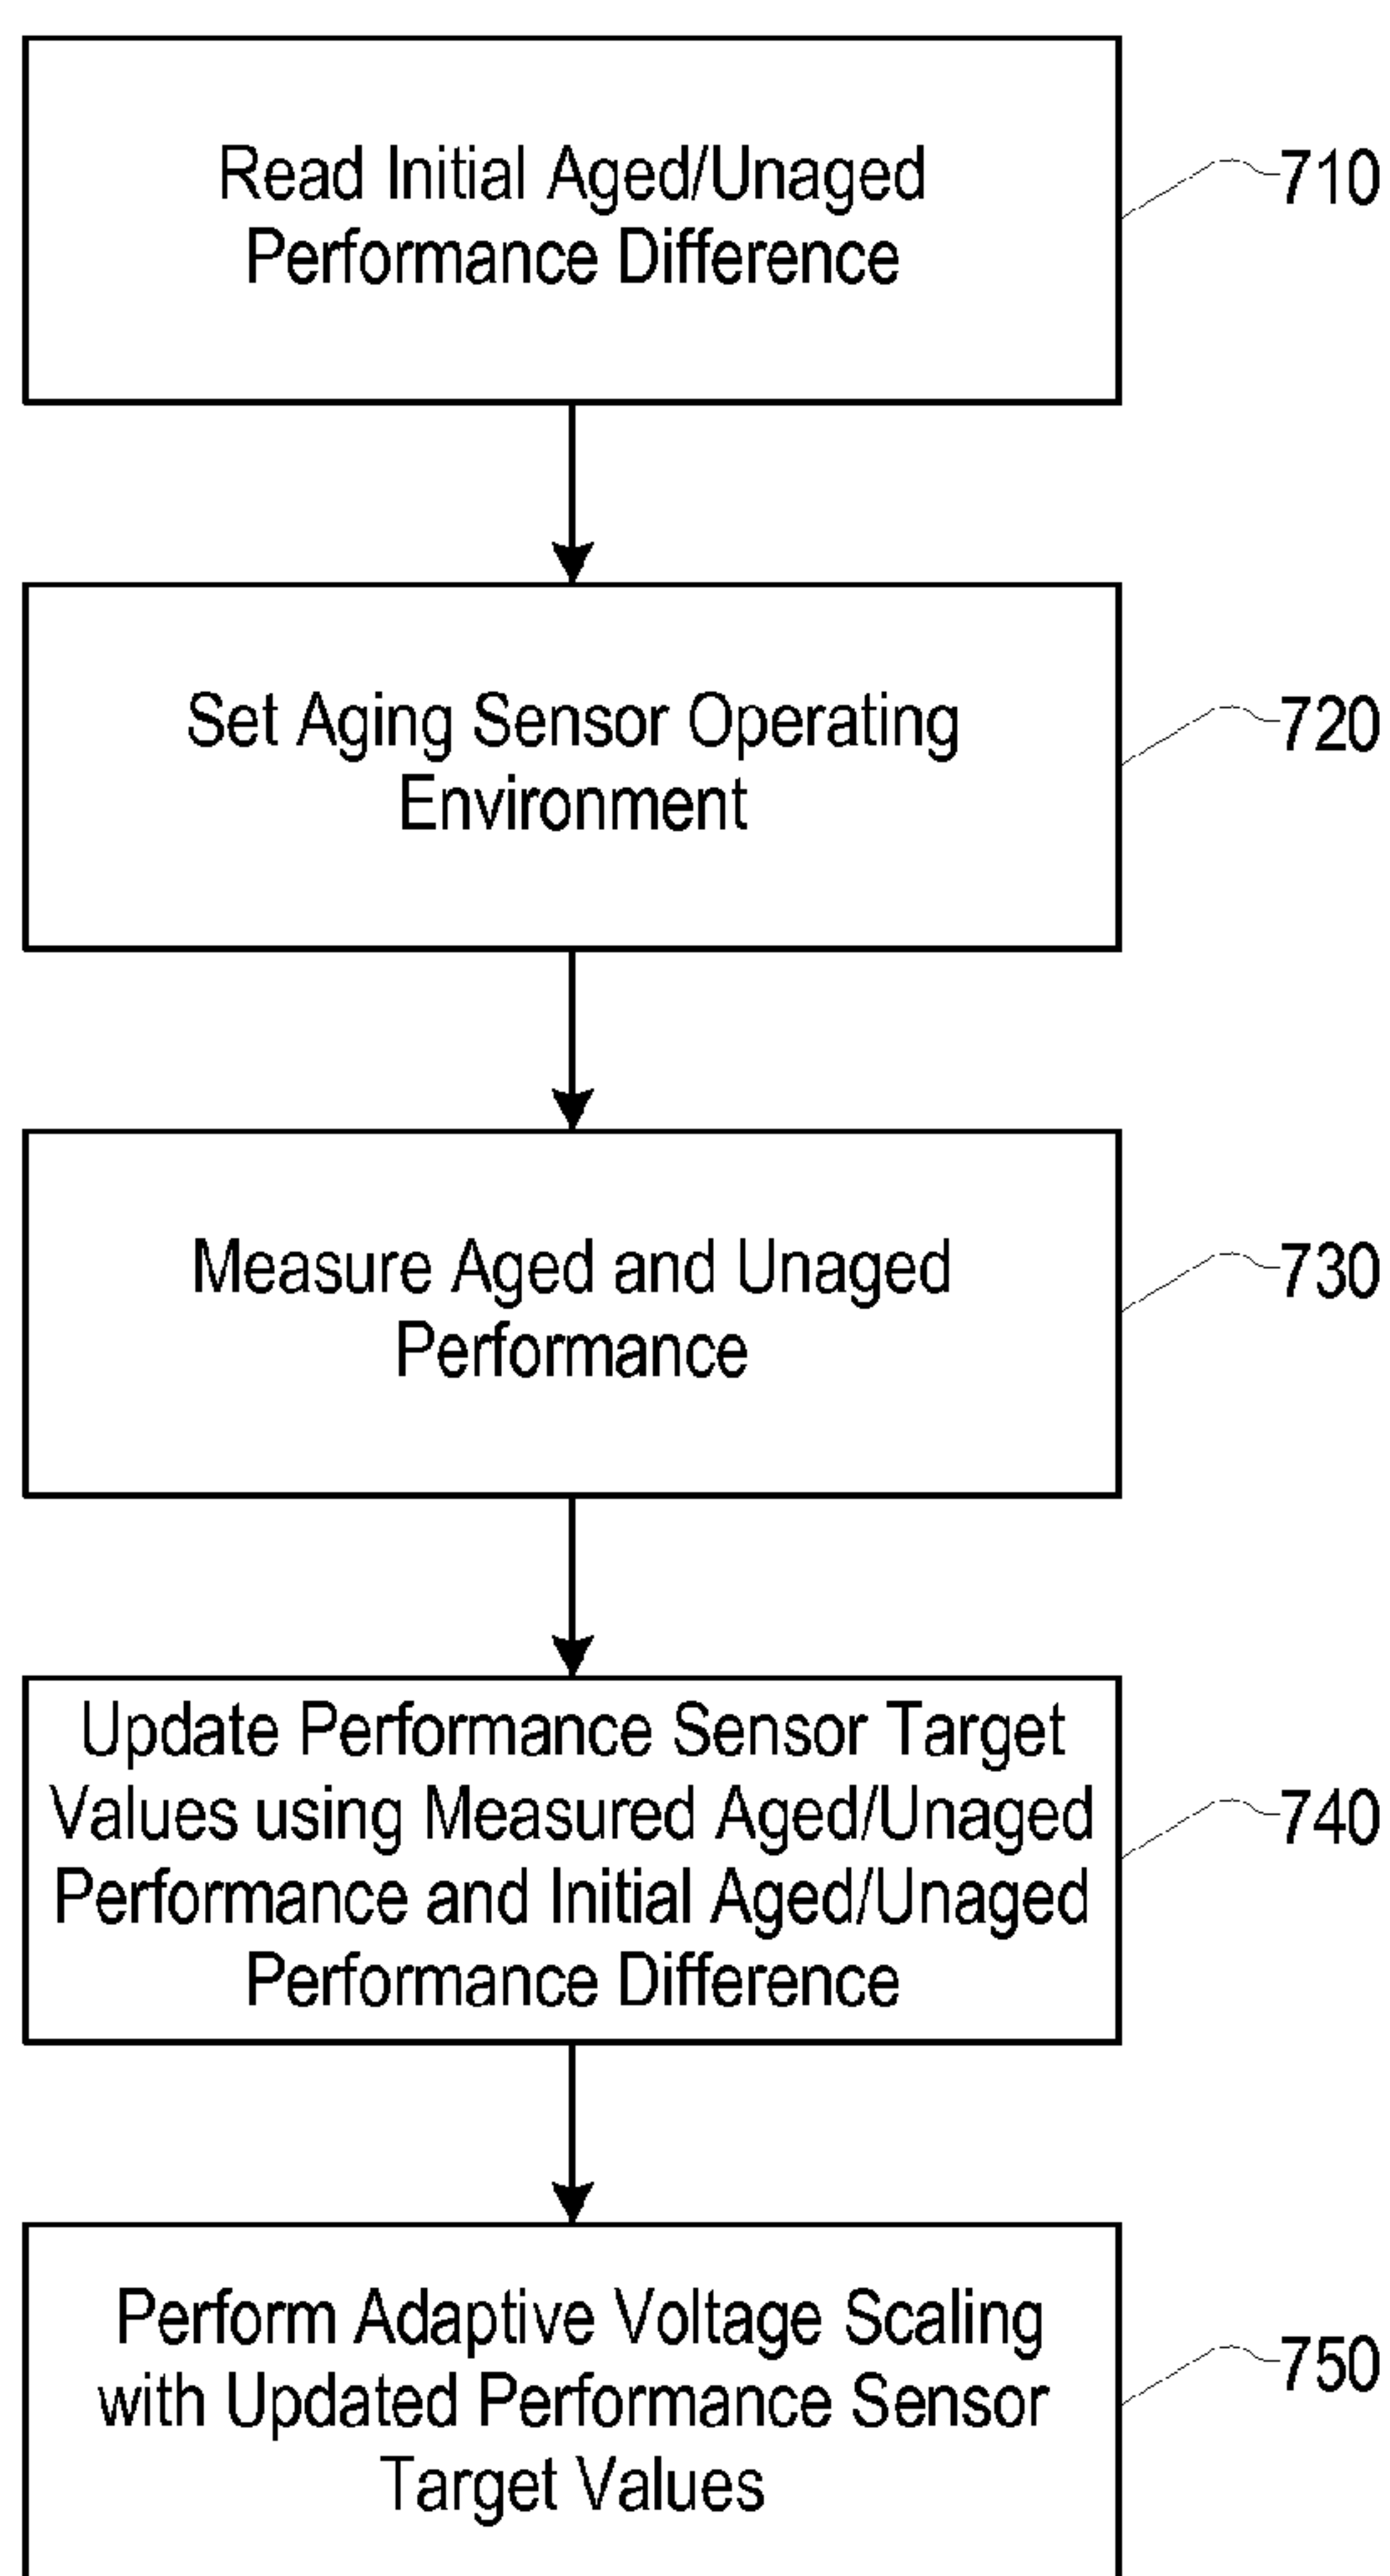 Read Initial Aged/Unaged
Performance Difference
710
Set Aging Sensor Operating
Environment
720
Measure Aged and Unaged
Performance
730
Update Performance Sensor Target
Values using Measured Aged/Unaged
Performance and Initial Aged/Unaged
Performance Difference
740
Perform Adaptive Voltage Scaling
with Updated Performance Sensor
Target Values
750